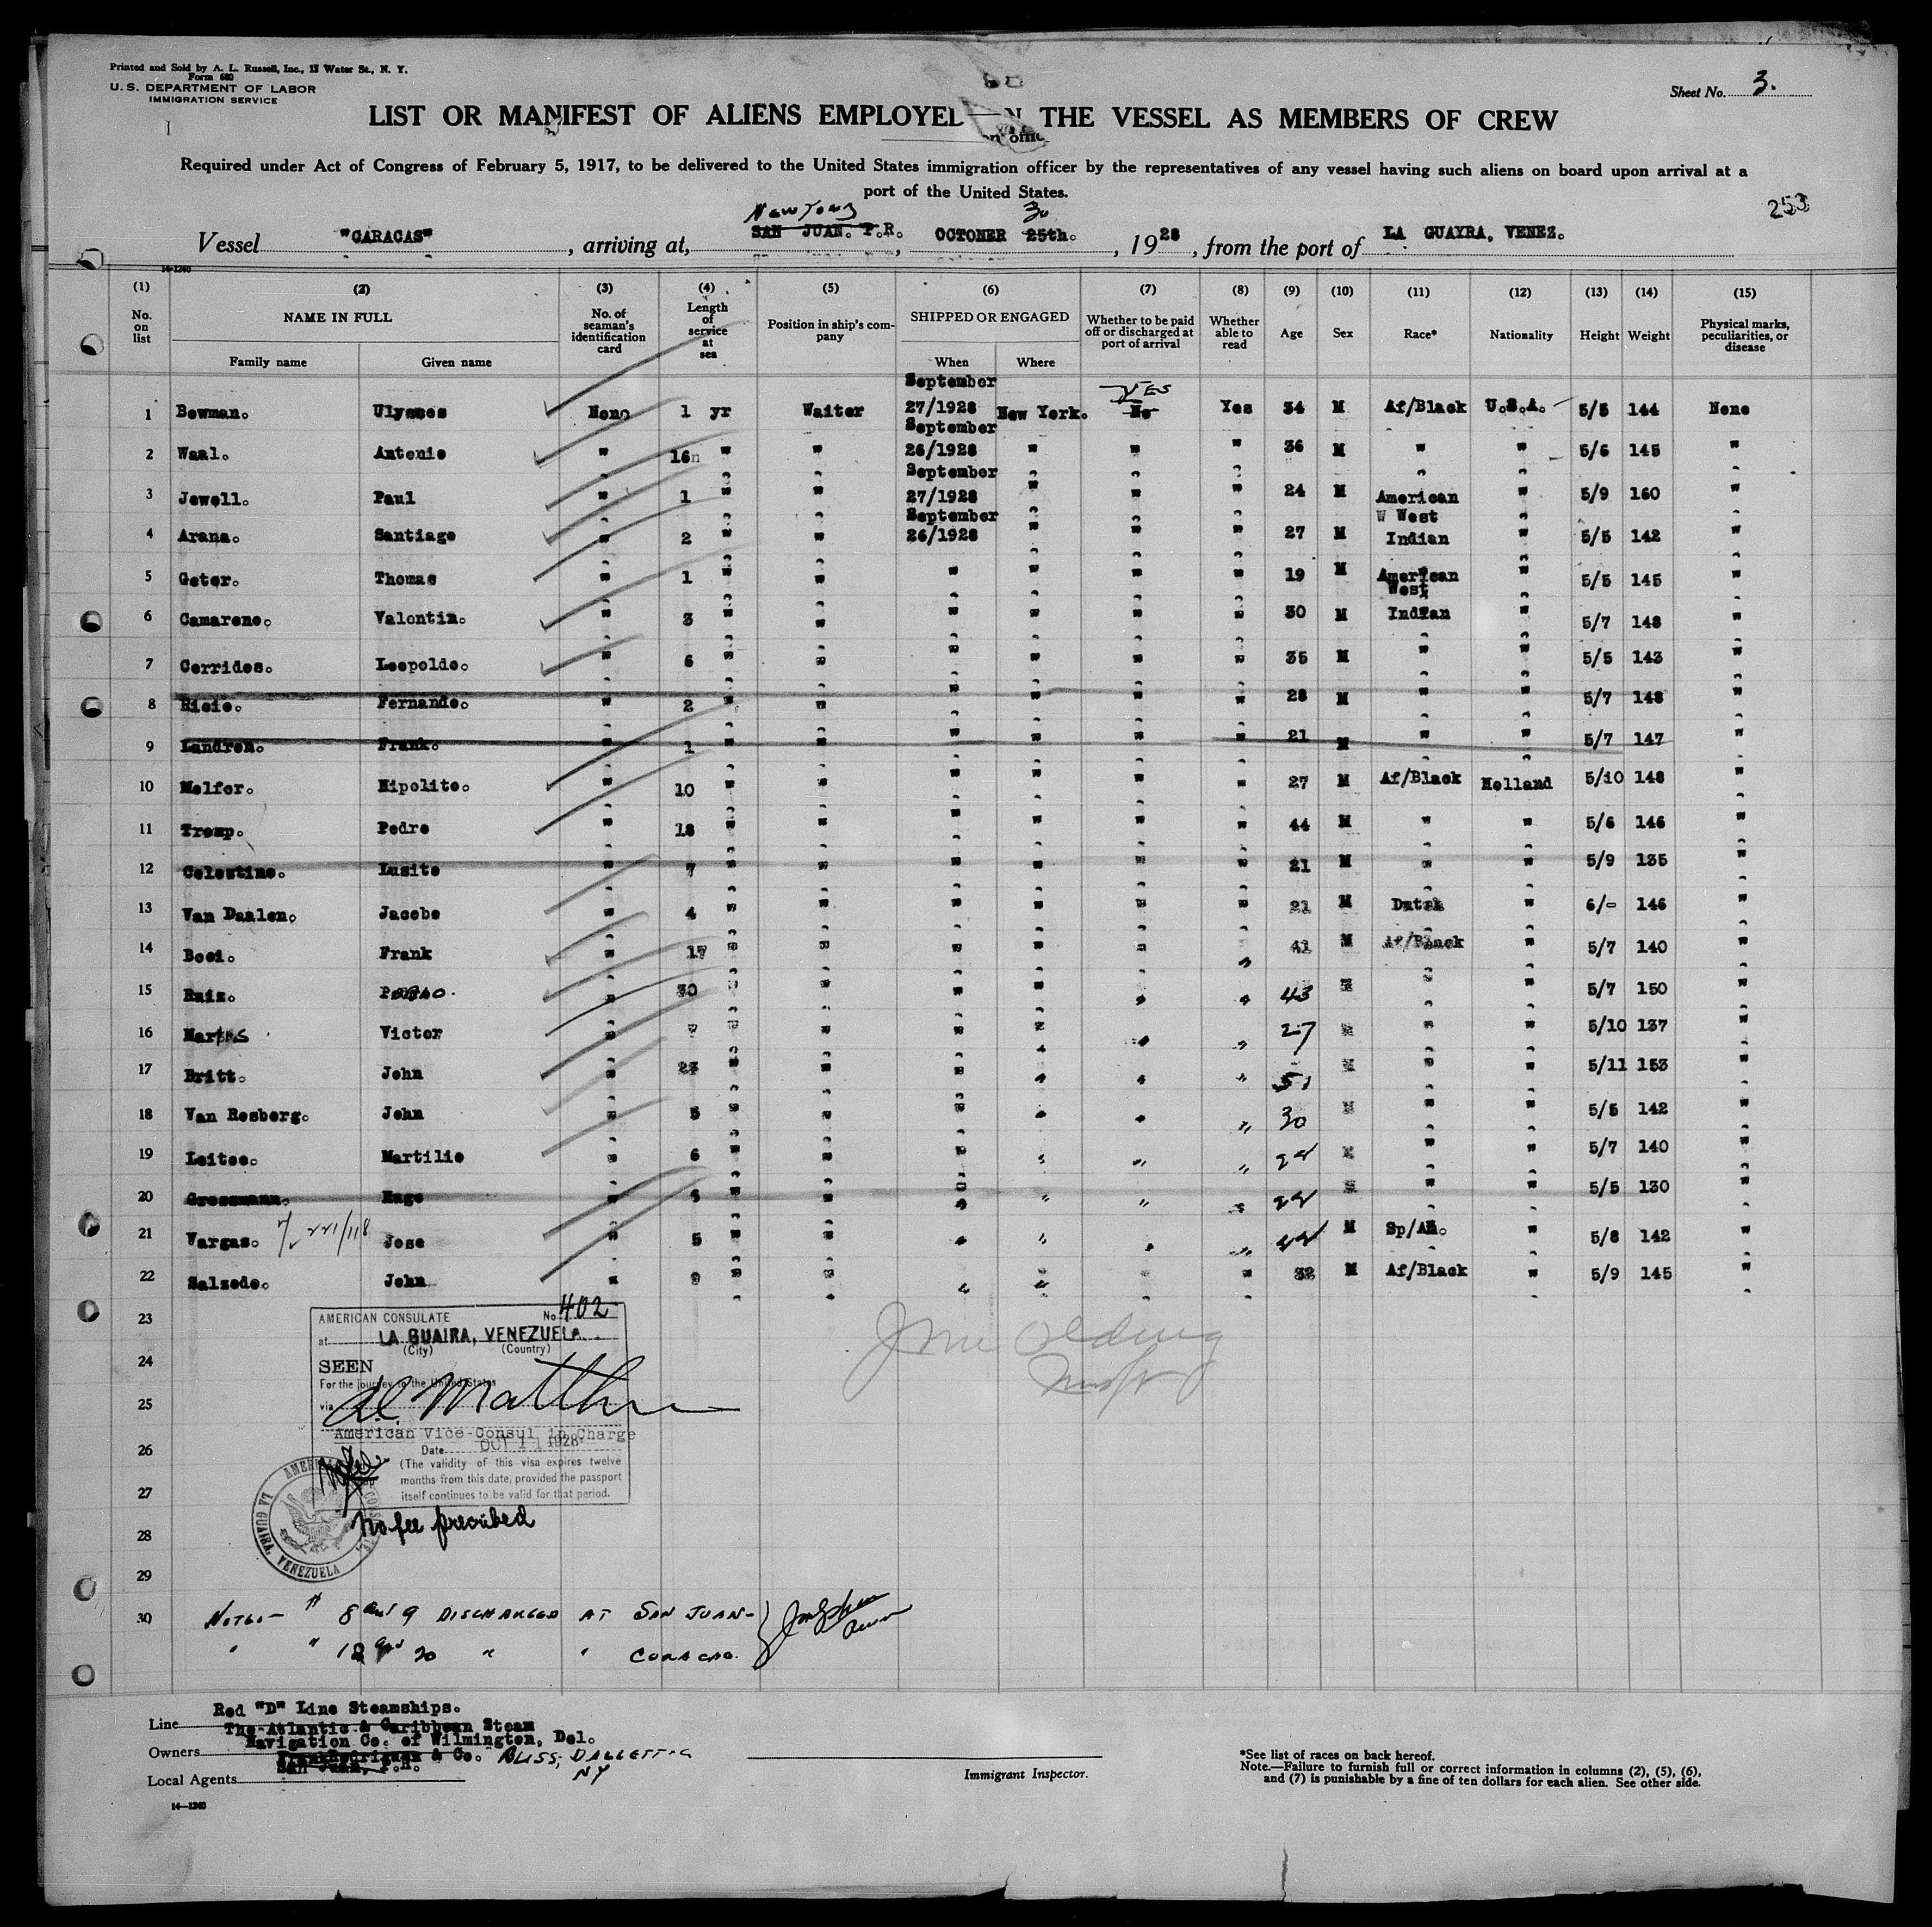 Printed and Sold by A. L. Russell, Inc., 13 Water St., N. Y.
Form 680
U. S. DEPARTMENT OF LABOR
IMMIGRATION SERVICE
Sheet No. 3.
LIST OR MANIFEST OF ALIENS EMPLOYE THE VESSEL AS MEMBERS OF CREW
Required under Act of Congress of February 5, 1917, to be delivered to the United States immigration officer by the representatives of any vessel having such aliens on board upon arrival at a
port of the United States.
253
New York 30
Vessel "CARACAS", arriving at, SAN JUAN. P.R. OCTONER 25th., 1928, from the port of LA GUAYRA, VENEZ.
14-1240
(1) (2) (3) (4) (5) (6) (7) (8) (9) (10) (11) (12) (13) (14) (15)
No. on list NAME IN FULL Family name Given name No. of seaman's identification card Length of service at sea Position in ship's company SHIPPED OR ENGAGED When Where Whether to be paid off or discharged at port of arrival Whether able to read Age Sex Race* Nationality Height Weight Physical marks, peculiarities, or disease
September YES
1 Bowman. Ulysses None 1 yr Waiter 27/1928 New York. No Yes 34 M Af/Black U.S.A. 5/5 144 None
September
2 Waal. Antonio " 16 " " 26/1928 " " " 36 M " " 5/6 145 "
September
3 Jewell. Paul " 1 " " 27/1928 " " " 24 M American " 5/9 160 "
September W West
4 Arana. Santiago " 2 " " 26/1928 " " " 27 M Indian " 5/5 142 "
5 Geter. Thomas " 1 " " " " " " 19 M American " 5/5 145 "
West
6 Camareno. Valentin. " 3 " " " " " " 30 M Indian " 5/7 148 "
7 Cerrides. Leopoldo. " 6 " " " " " " 35 M " " 5/5 143 "
8 Ricio. Fernando. " 2 " " " " " " 28 M " " 5/7 148 "
9 Landron. Frank. " 1 " " " " " " 21 M " " 5/7 147 "
10 Melfor. Hipolito. " 10 " " " " " " 27 M Af/Black Holland 5/10 148 "
11 Tromp. Pedro " 18 " " " " " " 44 M " " 5/6 146 "
12 Celestino. Lusito " 7 " " " " " " 21 M " " 5/9 135 "
13 Van Daalen. Jacobo " 4 " " " " " " 21 M Dutch " 6/- 146 "
14 Booi. Frank " 17 " " " " " " 41 M Af/Black " 5/7 140 "
15 Ruiz. " 30 " " " " " " 43 M " " 5/7 150 "
16 Victor " " " " " " " 27 M " " 5/10 137 "
17 Britt. John " 23 " " " " " " 51 M " " 5/11 153 "
18 Van Rosberg. John " 5 " " " " " " 30 M " " 5/5 142 "
19 Leitoe. Martilio " 6 " " " " " " M " " 5/7 140 "
20 Grossmann. Hugo " 5 " " " " " " M " " 5/5 130 "
21 Vargas. Jose " 5 " " " " " " M Sp/Am. " 5/8 142 "
22 Salzedo. John " 9 " " " " " " 32 M Af/Black " 5/9 145 "
23
24
25
26
27
28
29
30
AMERICAN CONSULATE No. 402
at LA GUAIRA, VENEZUELA.
(City) (Country)
SEEN
For the journey to the United States
via
American Vice-Consul in Charge
Date OCT 11 1928
(The validity of this visa expires twelve
months from this date, provided the passport
itself continues to be valid for that period.
AMERICAN CONSULATE LA GUAIRA, VENEZUELA
No fee prescribed
Note- # 8 and 9 DISCHARGED AT SAN JUAN-
" " 12 and 20 " " CURACAO.
Red "D" Line Steamships.
Line The Atlantic & Caribbean Steam
Navigation Co. of Wilmington, Del.
Owners & Co. BLISS, DALLETT & C
San Juan, P.R. NY
Local Agents
14-1240
Immigrant Inspector.
*See list of races on back hereof.
Note.—Failure to furnish full or correct information in columns (2), (5), (6),
and (7) is punishable by a fine of ten dollars for each alien. See other side.